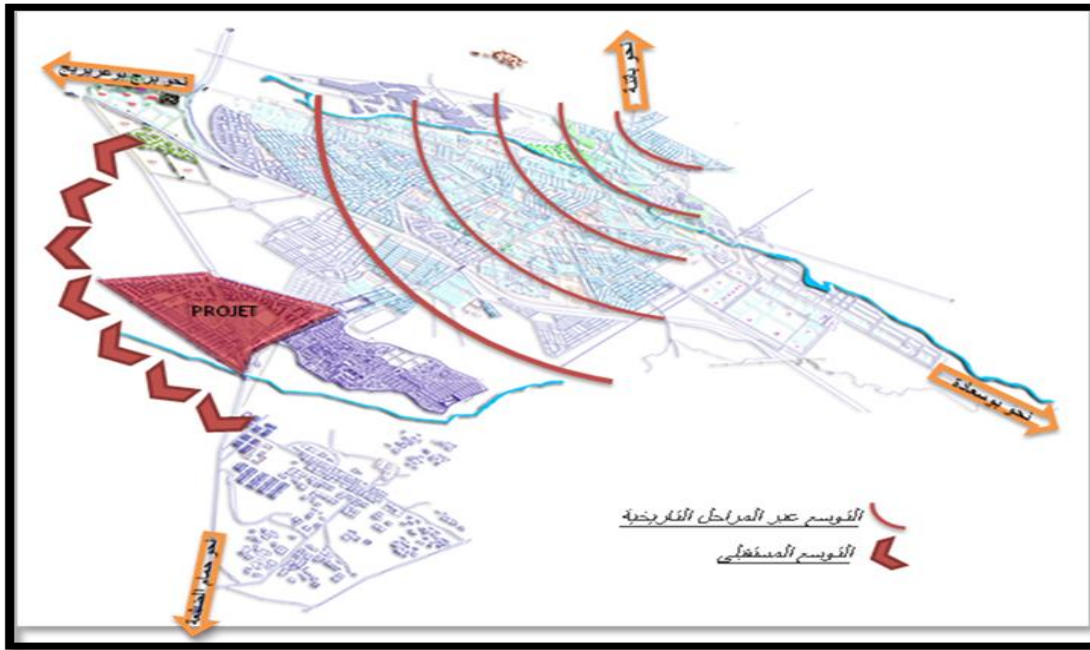 نحو برج بوعريريج
نحو باتنة
PROJET
نحو بوسعادة
التوسع عبر المراحل التاريخية
التوسع المستقبلي
نحو حمام الضلعة